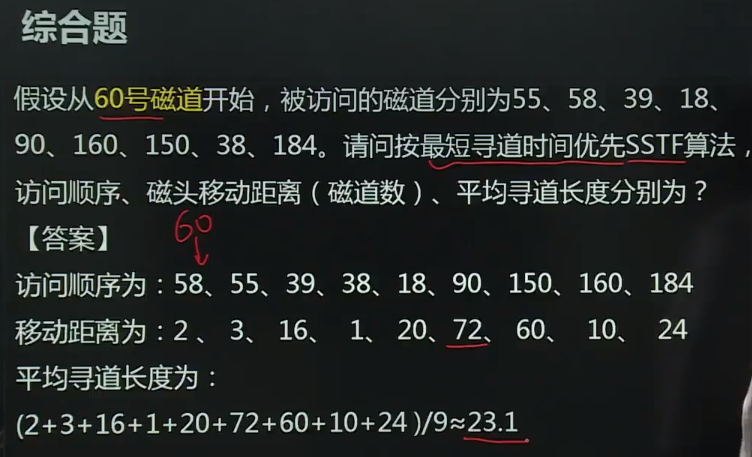 综合题
假设从60号磁道开始，被访问的磁道分别为55、58、39、18、
90、160、150、38、184。请问按最短寻道时间优先SSTF算法，
访问顺序、磁头移动距离（磁道数）、平均寻道长度分别为？
【答案】
60
访问顺序为：58、55、39、38、18、90、150、160、184
移动距离为：2 、 3、 16、 1、 20、72、 60、 10、 24
平均寻道长度为：
(2+3+16+1+20+72+60+10+24 )/9≈23.1